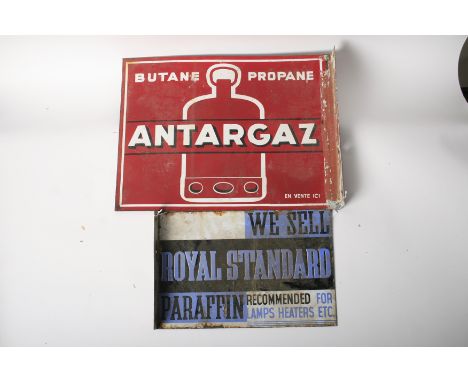 BUTANE PROPANE
ANTARGAZ
EN VENTE ICI
WE SELL
ROYAL STANDARD
PARAFFIN RECOMMENDED FOR
LAMPS HEATERS ETC.